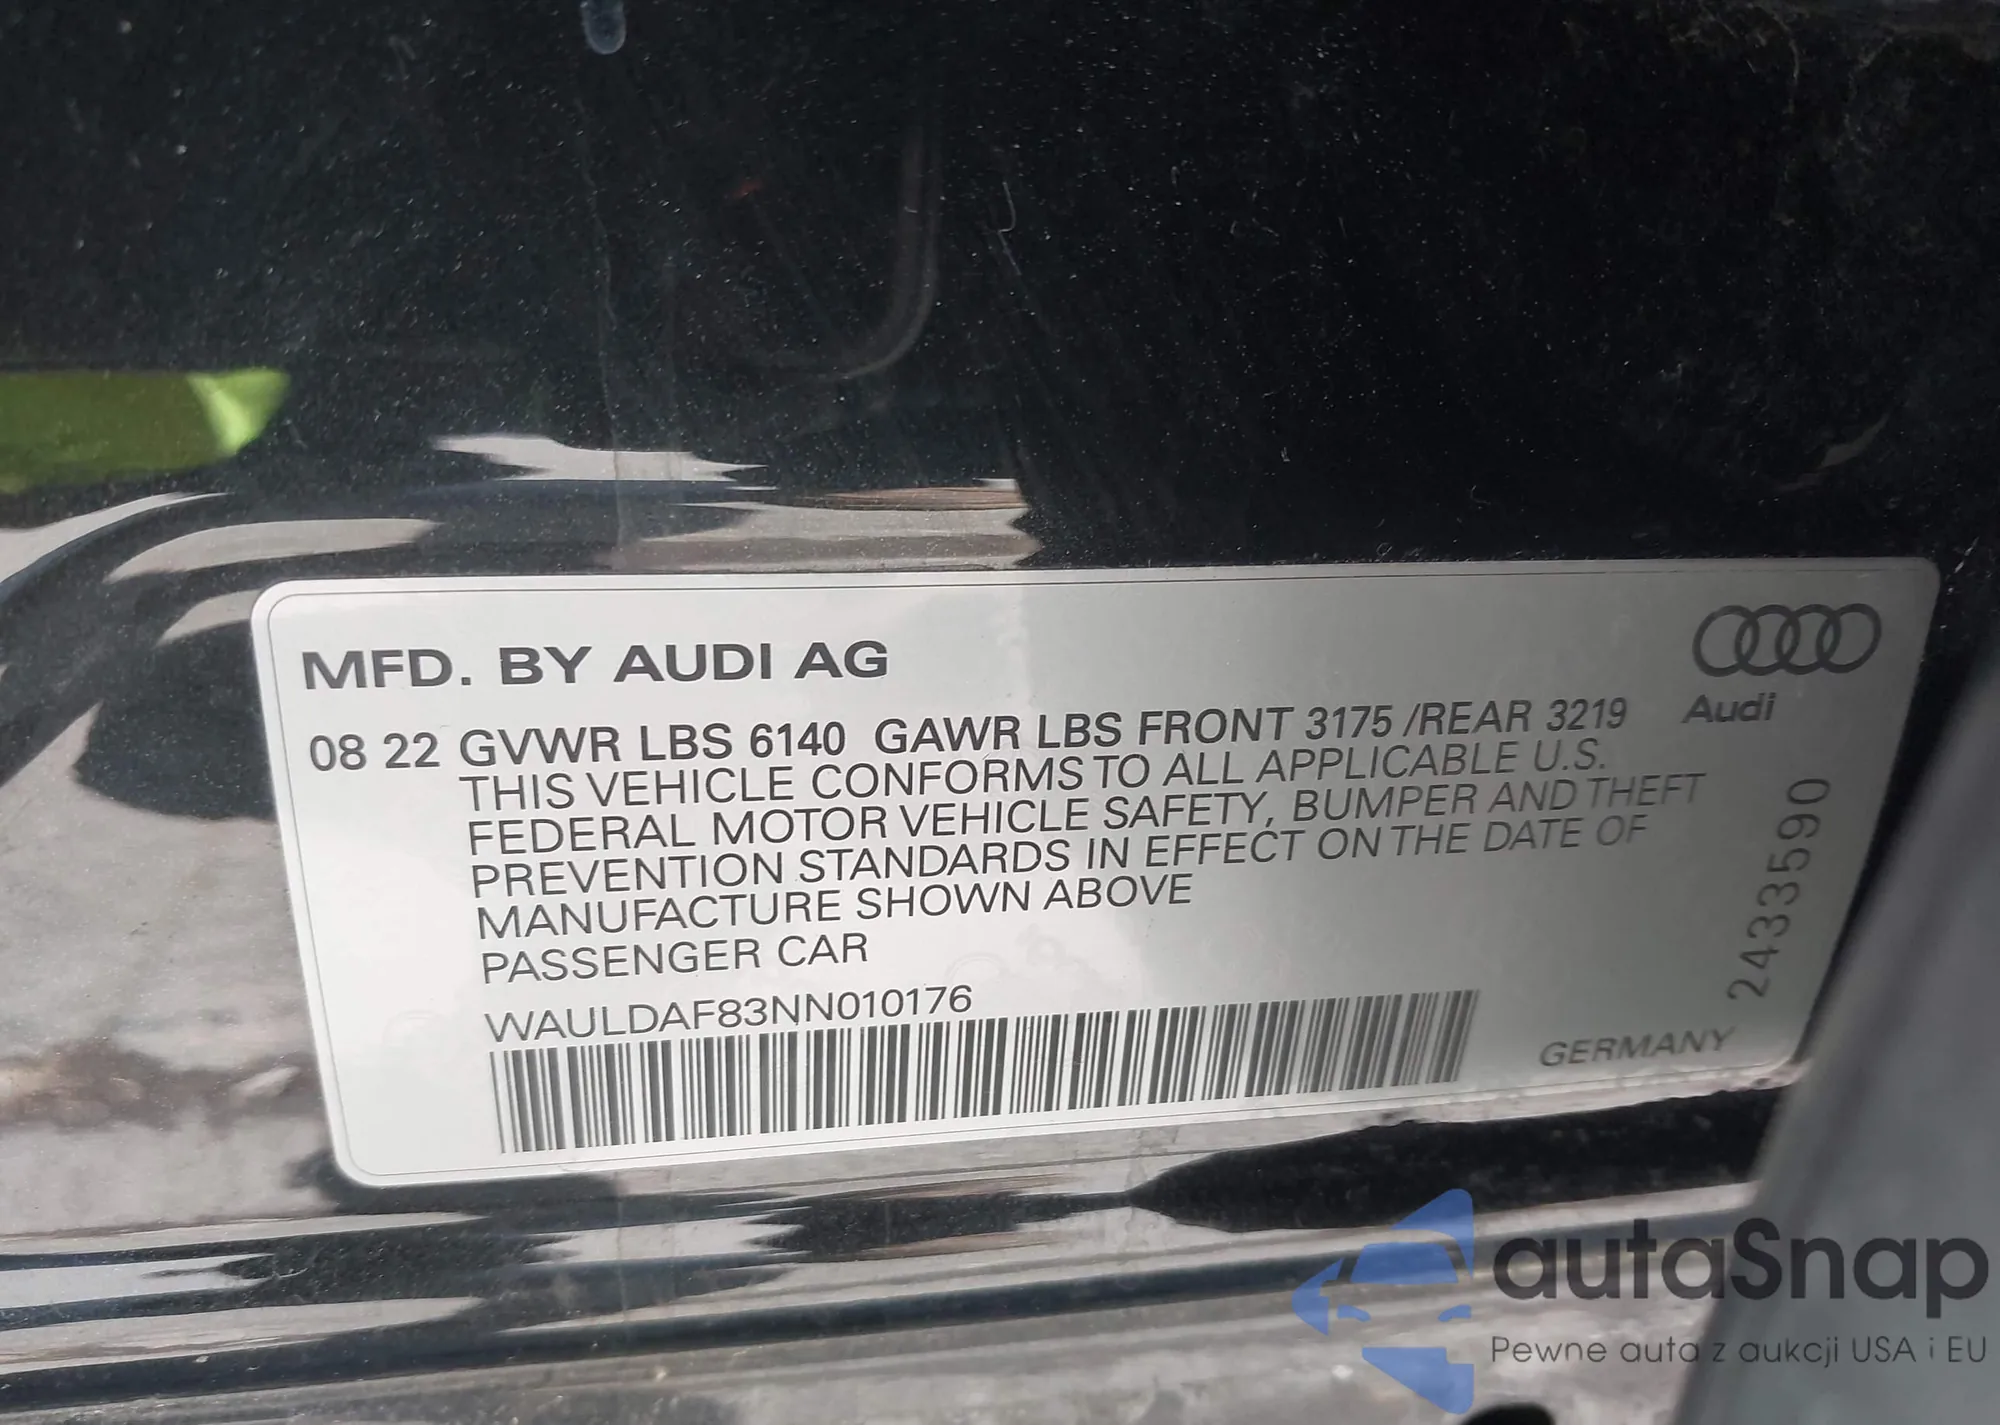 MFD. BY AUDI AG
Audi
08 22 GVWR LBS 6140 GAWR LBS FRONT 3175 /REAR 3219
THIS VEHICLE CONFORMS TO ALL APPLICABLE U.S.
FEDERAL MOTOR VEHICLE SAFETY, BUMPER AND THEFT
PREVENTION STANDARDS IN EFFECT ON THE DATE OF
MANUFACTURE SHOWN ABOVE
PASSENGER CAR
WAULDAF83NN010176
GERMANY
2433590
autaSnap
Pewne auta z aukcji USA i EU